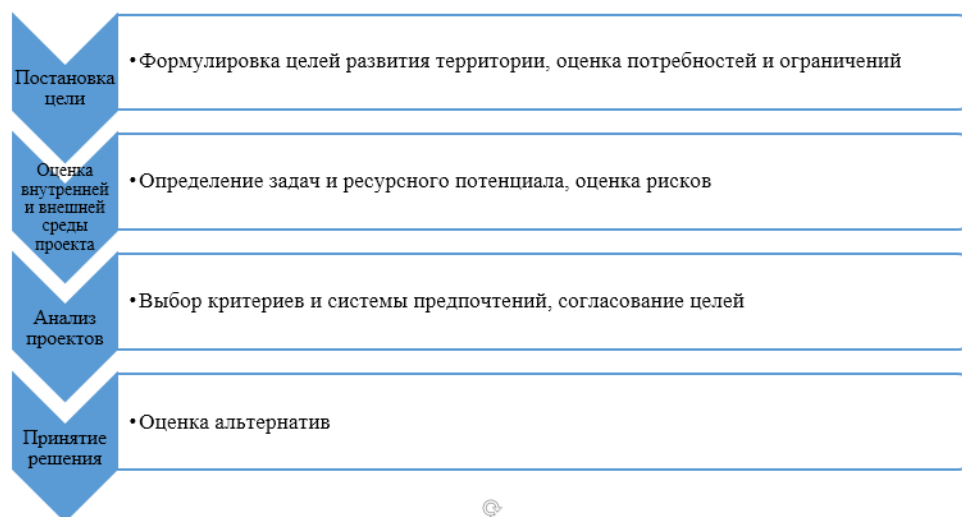 Постановка
цели
•Формулировка целей развития территории, оценка потребностей и ограничений
Оценка
внутренней
и внешней
среды
проекта
•Определение задач и ресурсного потенциала, оценка рисков
Анализ
проектов
•Выбор критериев и системы предпочтений, согласование целей
Принятие
решения
•Оценка альтернатив